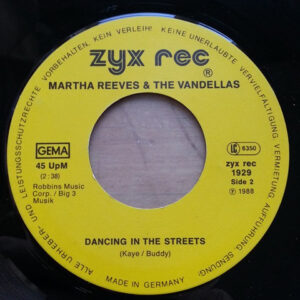 ALLE URHEBER- UND LEISTUNGSSCHUTZRECHTE VORBEHALTEN. KEIN VERLEIH! KEINE UNERLAUBTE VERVIELFÄLTIGUNG, VERMIETUNG, AUFFÜHRUNG, SENDUNG!
zyx rec
®
MARTHA REEVES & THE VANDELLAS
GEMA
45 UpM
(2:38)
Robbins Music
Corp. / Big 3
Musik
LC 6350
zyx rec
1929
Side 2
℗ 1988
DANCING IN THE STREETS
(Kaye / Buddy)
MADE IN GERMANY